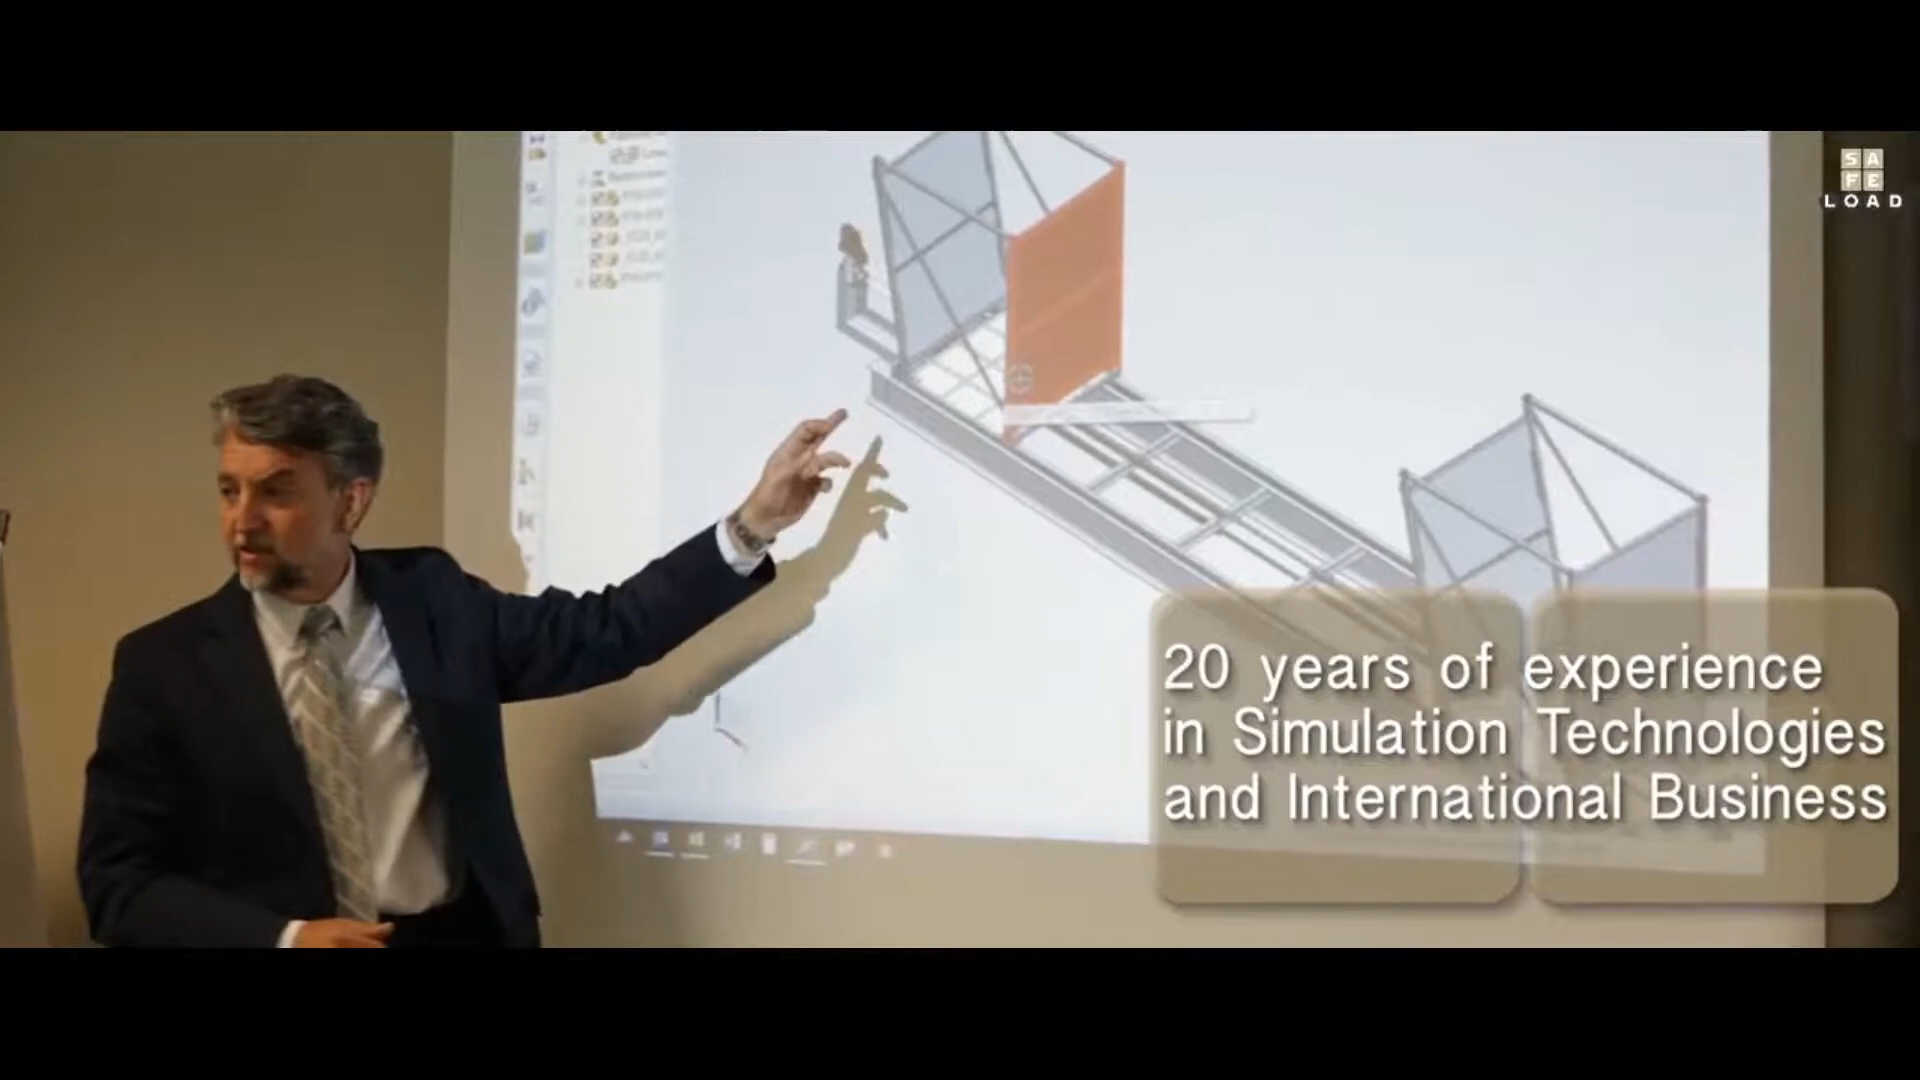 SA
FE
LOAD
20 years of experience
in Simulation Technologies
and International Business